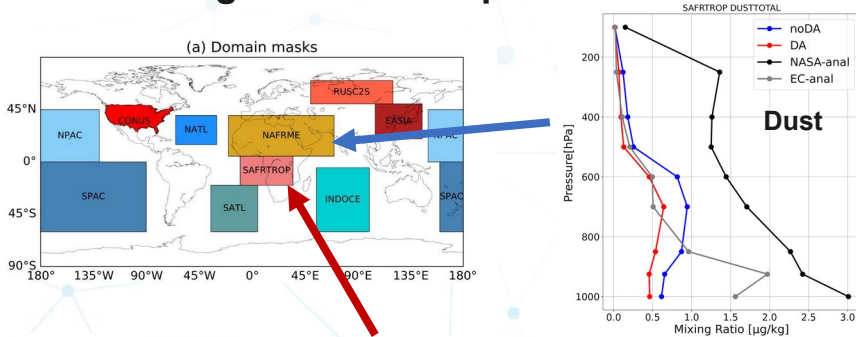 (a) Domain masks
45°N
0°
45°S
90°S
180°
135°W
90°W
45°W
0°
45°E
90°E
135°E
180°
RUSC2S
CONUS
EASIA
NPAC
NATL
NAFRME
NPAC
SAFRTROP
SPAC
SATL
INDOCE
SPAC
SAFRTROP DUSTTOTAL
noDA
DA
NASA-anal
EC-anal
Dust
Pressure[hPa]
200
400
600
800
1000
0.0
0.5
1.0
1.5
2.0
2.5
3.0
Mixing Ratio [μg/kg]